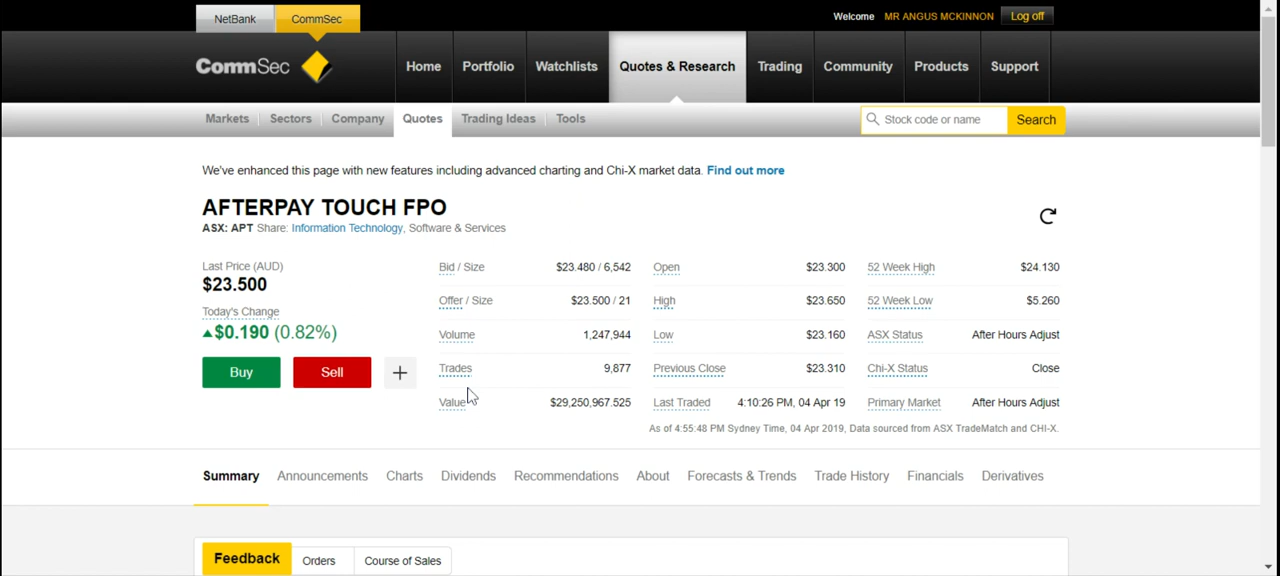 NetBank CommSec Welcome MR ANGUS MCKINNON Log off
CommSec Home Portfolio Watchlists Quotes & Research Trading Community Products Support
Markets Sectors Company Quotes Trading Ideas Tools Stock code or name Search
We've enhanced this page with new features including advanced charting and Chi-X market data. Find out more
AFTERPAY TOUCH FPO
ASX: APT Share: Information Technology, Software & Services
Last Price (AUD)
$23.500
Today's Change
$0.190 (0.82%)
Buy Sell +
Bid / Size $23.480 / 6,542
Offer / Size $23.500 / 21
Volume 1,247,944
Trades 9,877
Value $29,250,967.525
Open $23.300
High $23.650
Low $23.160
Previous Close $23.310
Last Traded 4:10:26 PM, 04 Apr 19
52 Week High $24.130
52 Week Low $5.260
ASX Status After Hours Adjust
Chi-X Status Close
Primary Market After Hours Adjust
As of 4:55:48 PM Sydney Time, 04 Apr 2019, Data sourced from ASX TradeMatch and CHI-X.
Summary Announcements Charts Dividends Recommendations About Forecasts & Trends Trade History Financials Derivatives
Feedback Orders Course of Sales